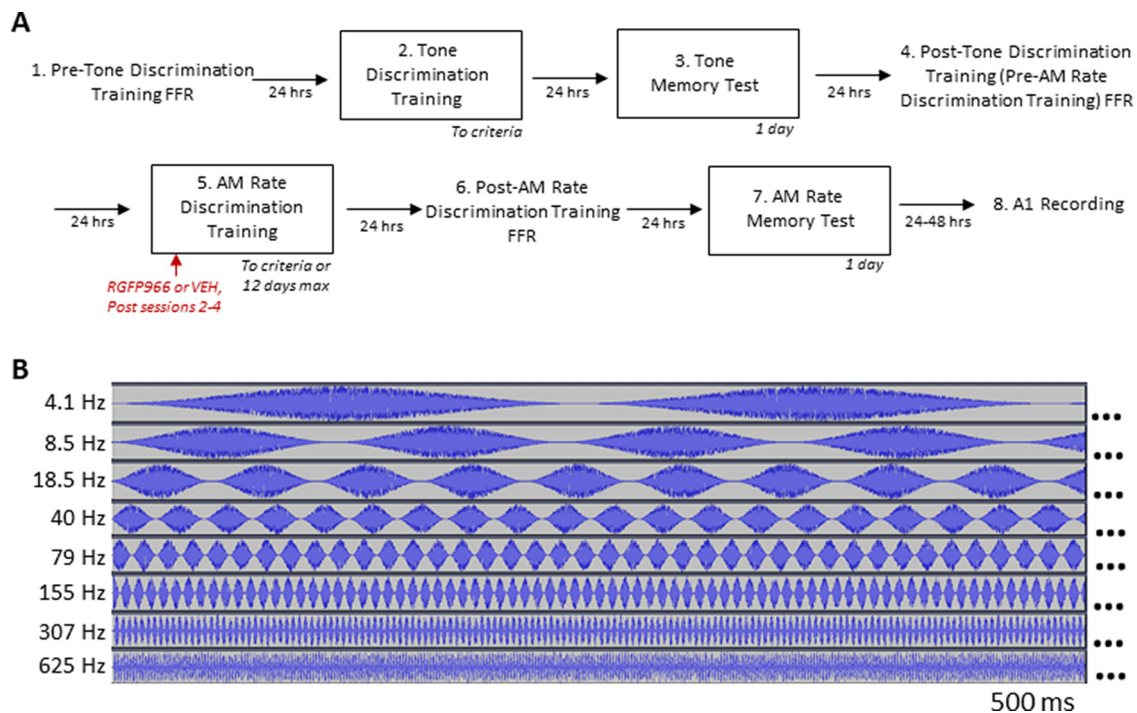 A
1. Pre-Tone Discrimination
Training FFR
24 hrs
2. Tone
Discrimination
Training
To criteria
24 hrs
3. Tone
Memory Test
1 day
24 hrs
4. Post-Tone Discrimination
Training (Pre-AM Rate
Discrimination Training) FFR
24 hrs
5. AM Rate
Discrimination
Training
To criteria or
12 days max
RGFP966 or VEH,
Post sessions 2-4
24 hrs
6. Post-AM Rate
Discrimination Training
FFR
24 hrs
7. AM Rate
Memory Test
1 day
24-48 hrs
8. A1 Recording
B
4.1 Hz
8.5 Hz
18.5 Hz
40 Hz
79 Hz
155 Hz
307 Hz
625 Hz
500 ms